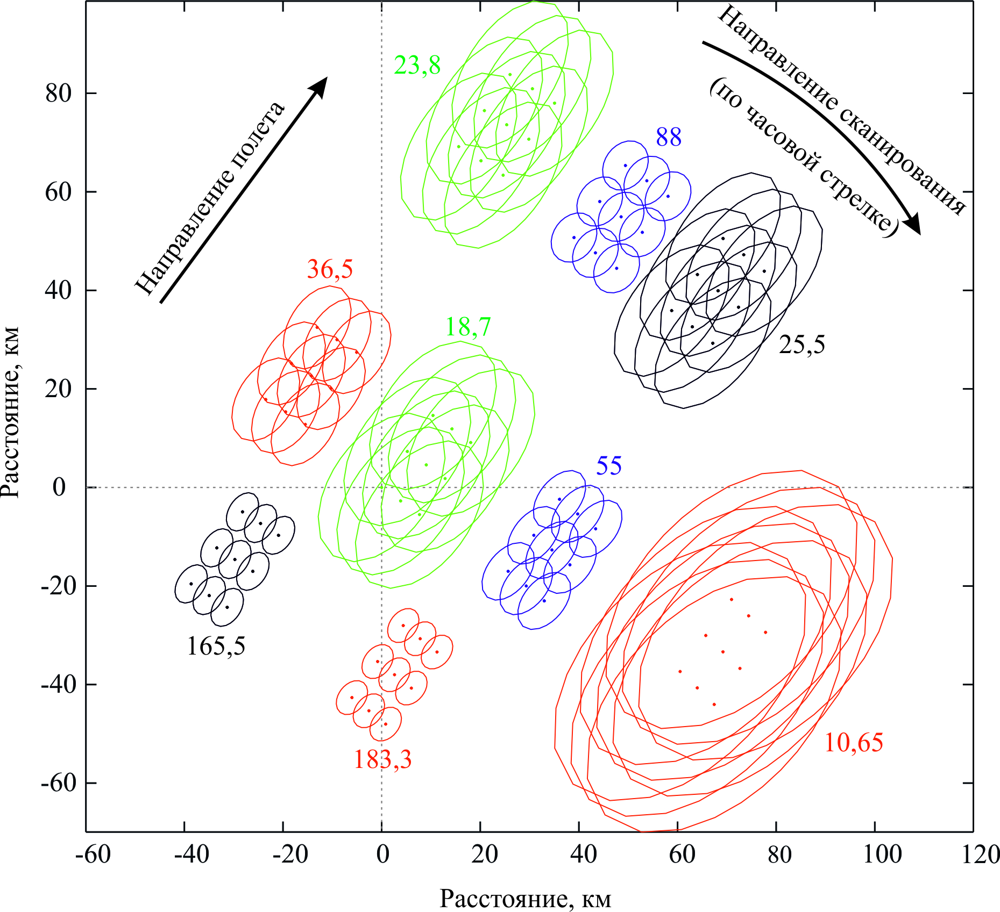 Направление полета
Направление сканирования
(по часовой стрелке)
23,8
88
36,5
18,7
25,5
55
165,5
183,3
10,65
Расстояние, км
80
60
40
20
0
-20
-40
-60
-60 -40 -20 0 20 40 60 80 100 120
Расстояние, км